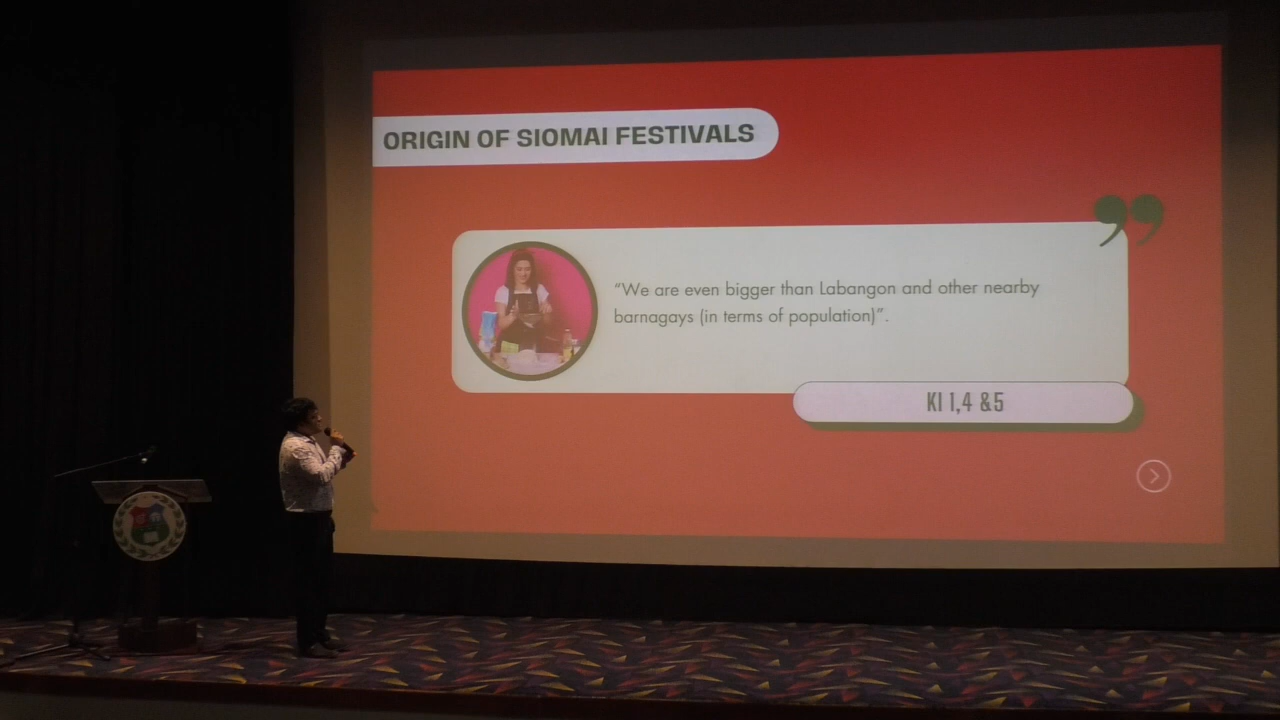 ORIGIN OF SIOMAI FESTIVALS
“We are even bigger than Labangon and other nearby
barnagays (in terms of population)”.
KI 1,4 &5